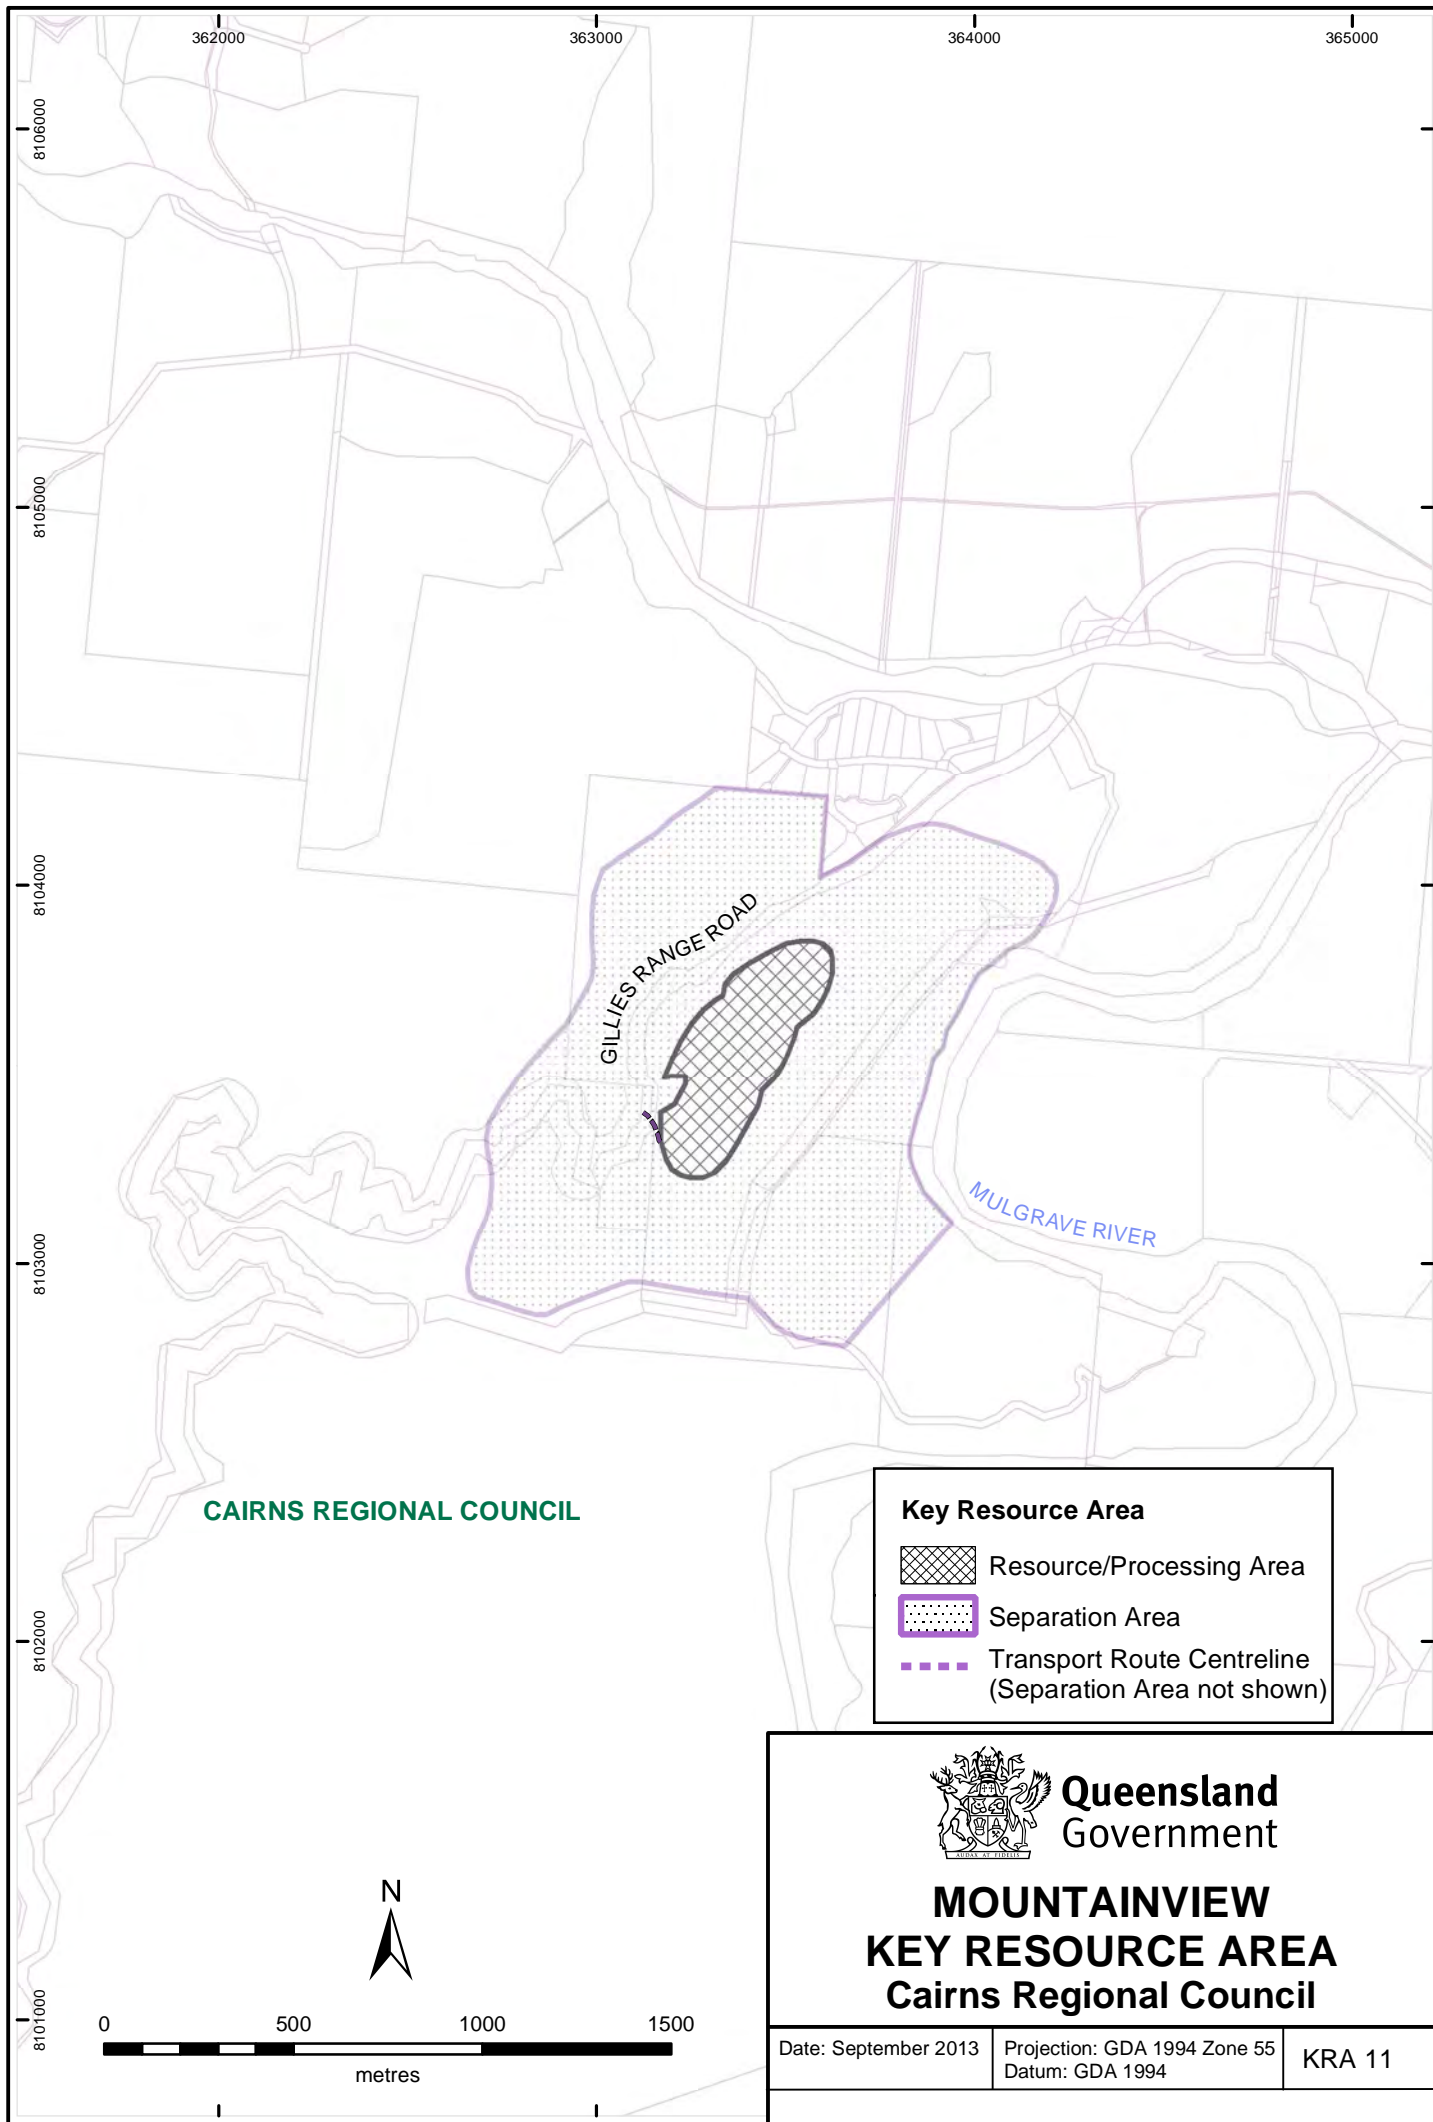 362000
363000
364000
365000
8106000
8105000
8104000
8103000
8102000
8101000
GILLIES RANGE ROAD
MULGRAVE RIVER
CAIRNS REGIONAL COUNCIL
Key Resource Area
Resource/Processing Area
Separation Area
Transport Route Centreline
(Separation Area not shown)
N
0 500 1000 1500
metres
AUDAX AT FIDELIS
Queensland
Government
MOUNTAINVIEW
KEY RESOURCE AREA
Cairns Regional Council
Date: September 2013
Projection: GDA 1994 Zone 55
Datum: GDA 1994
KRA 11